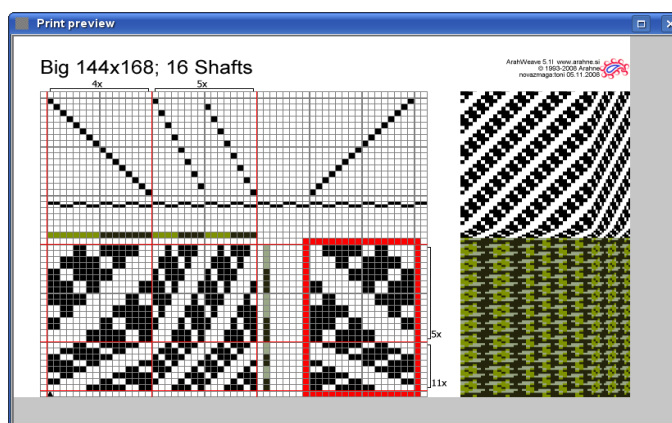 Print preview
Big 144x168; 16 Shafts
ArahWeave 5.1l www.arahne.si
© 1993-2008 Arahne
novazmaga:toni 05.11.2008
4x
5x
5x
11x